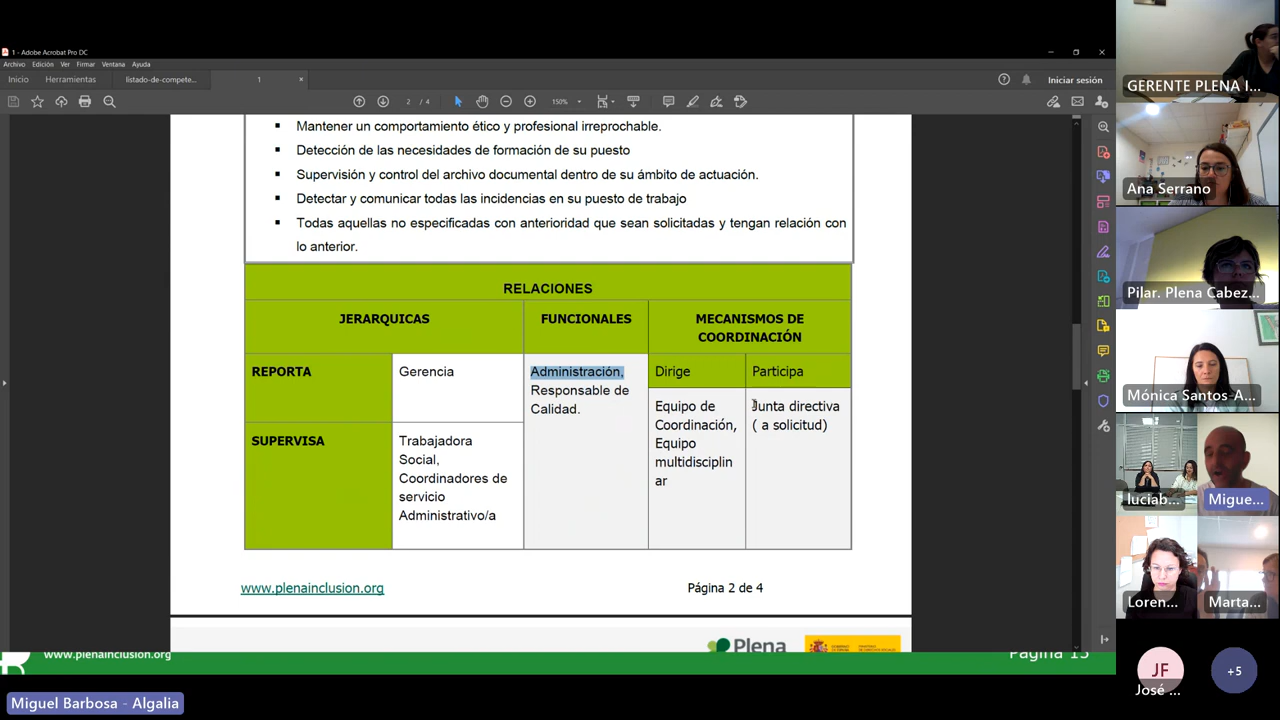 1 - Adobe Acrobat Pro DC
Archivo Edición Ver Firmar Ventana Ayuda
Inicio Herramientas listado-de-compete... 1 × Iniciar sesión
2 / 4 150%
Mantener un comportamiento ético y profesional irreprochable.
Detección de las necesidades de formación de su puesto
Supervisión y control del archivo documental dentro de su ámbito de actuación.
Detectar y comunicar todas las incidencias en su puesto de trabajo
Todas aquellas no especificadas con anterioridad que sean solicitadas y tengan relación con
lo anterior.
RELACIONES
JERARQUICAS
FUNCIONALES
MECANISMOS DE
COORDINACIÓN
REPORTA
Gerencia
Administración,
Responsable de
Calidad.
Dirige
Participa
Equipo de
Coordinación,
Equipo
multidisciplin
ar
Junta directiva
( a solicitud)
SUPERVISA
Trabajadora
Social,
Coordinadores de
servicio
Administrativo/a
www.plenainclusion.org
Página 2 de 4
Plena
www.plenainclusion.org
Página 15
Miguel Barbosa - Algalia
GERENTE PLENA I...
Ana Serrano
Pilar. Plena Cabez...
Mónica Santos-A...
luciab...
Migue...
Loren...
Marta...
JF
José ...
+5